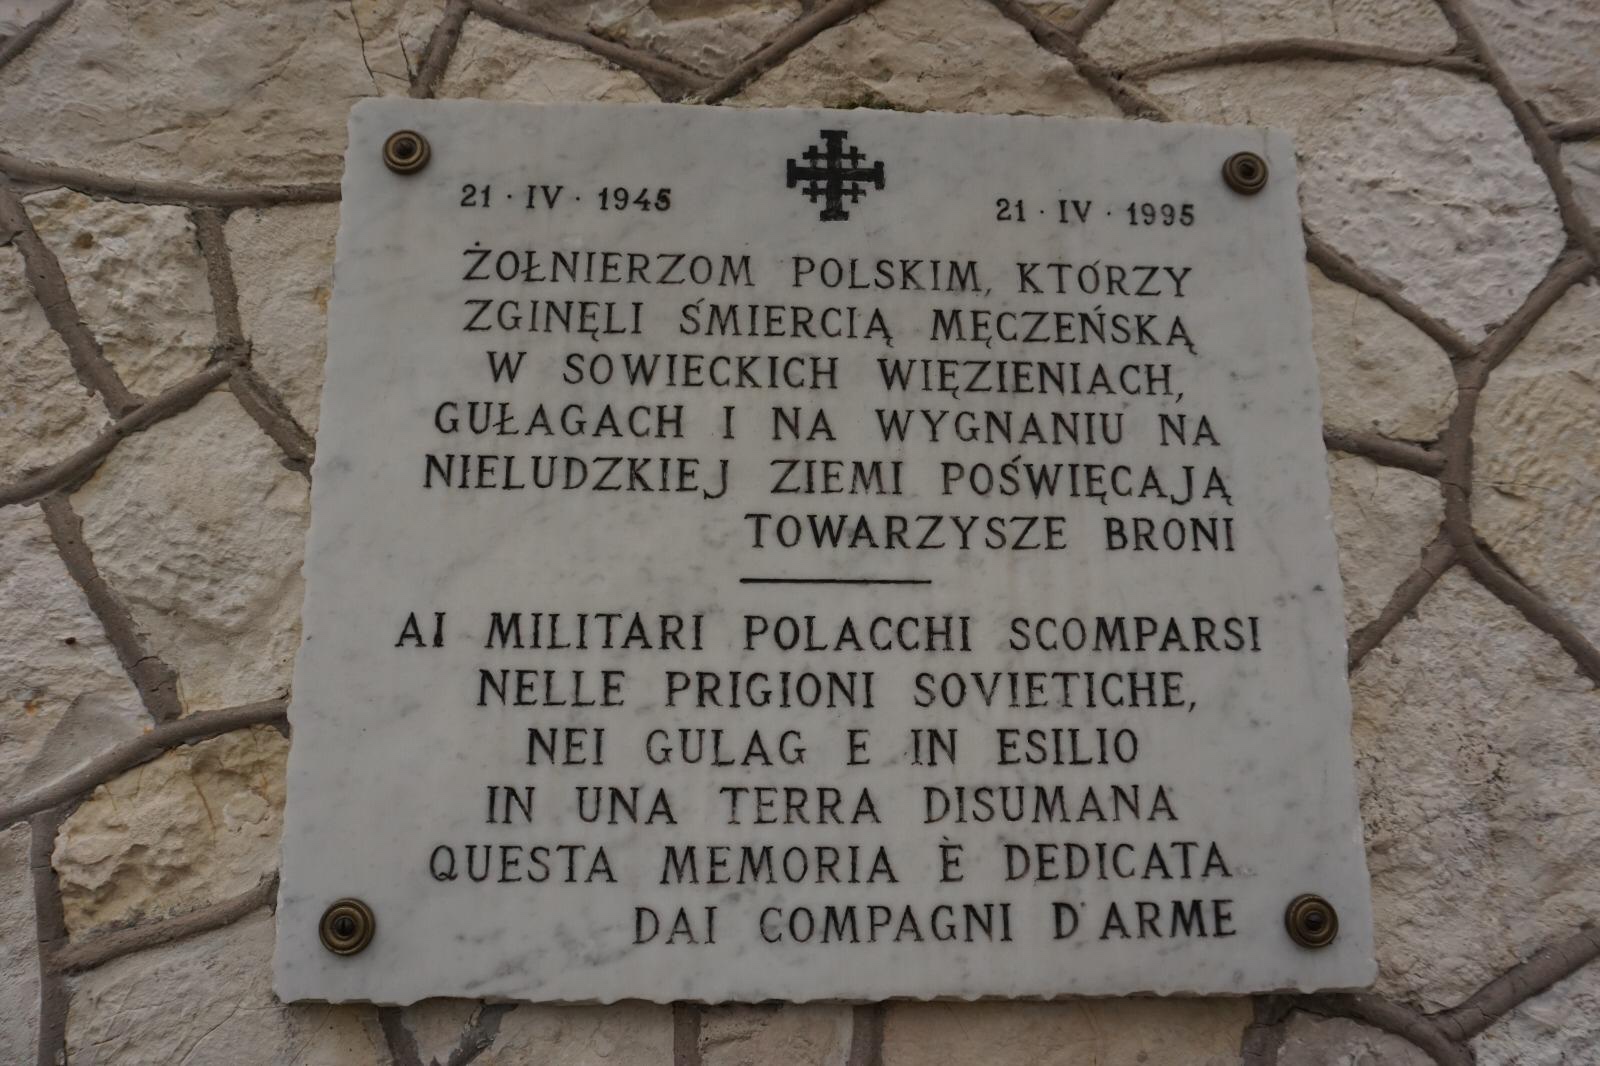 21 · IV · 1945
21 · IV · 1995
ŻOŁNIERZOM POLSKIM, KTÓRZY
ZGINĘLI ŚMIERCIĄ MĘCZEŃSKĄ
W SOWIECKICH WIĘZIENIACH,
GUŁAGACH I NA WYGNANIU NA
NIELUDZKIEJ ZIEMI POŚWIĘCAJĄ
TOWARZYSZE BRONI
AI MILITARI POLACCHI SCOMPARSI
NELLE PRIGIONI SOVIETICHE,
NEI GULAG E IN ESILIO
IN UNA TERRA DISUMANA
QUESTA MEMORIA È DEDICATA
DAI COMPAGNI D'ARME